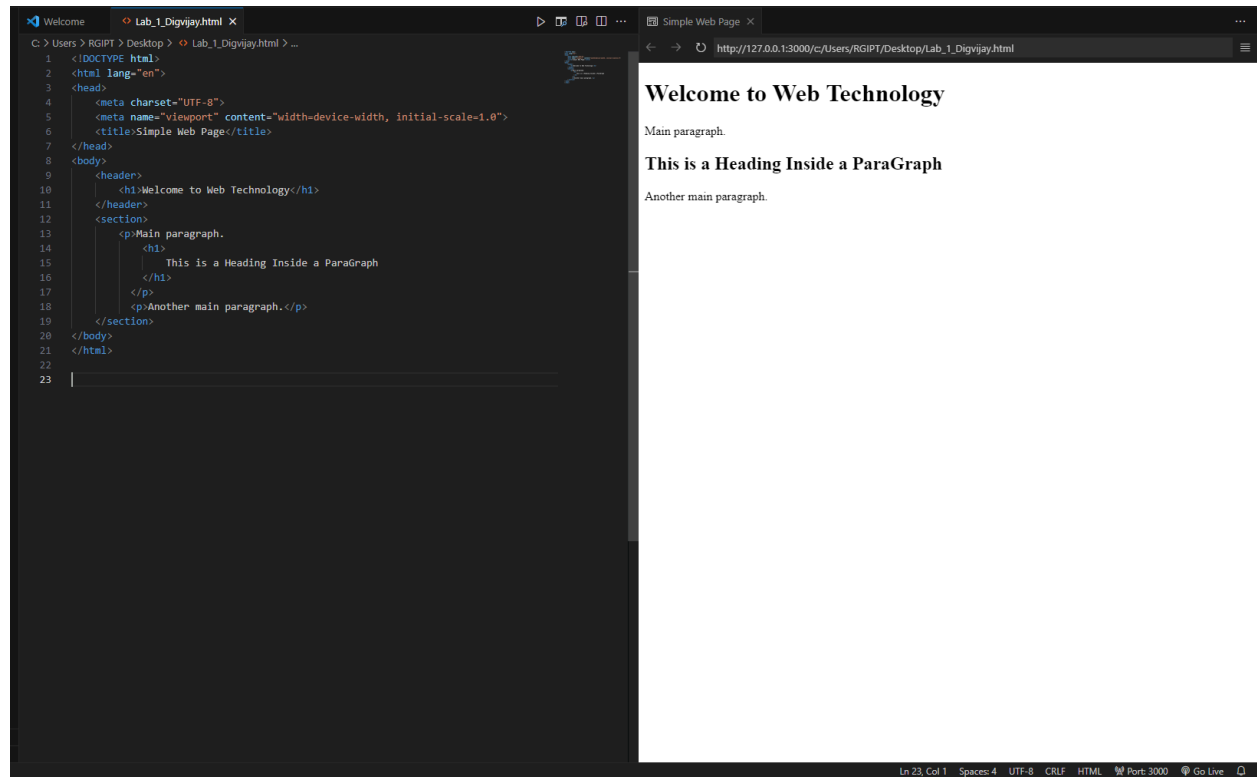 Welcome
Lab_1_Digvijay.html
C: > Users > RGIPT > Desktop > Lab_1_Digvijay.html > ...
1 <!DOCTYPE html>
2 <html lang="en">
3 <head>
4 <meta charset="UTF-8">
5 <meta name="viewport" content="width=device-width, initial-scale=1.0">
6 <title>Simple Web Page</title>
7 </head>
8 <body>
9 <header>
10 <h1>Welcome to Web Technology</h1>
11 </header>
12 <section>
13 <p>Main paragraph.
14 <h1>
15 This is a Heading Inside a ParaGraph
16 </h1>
17 </p>
18 <p>Another main paragraph.</p>
19 </section>
20 </body>
21 </html>
22
23
Simple Web Page
http://127.0.0.1:3000/c:/Users/RGIPT/Desktop/Lab_1_Digvijay.html
Welcome to Web Technology
Main paragraph.
This is a Heading Inside a ParaGraph
Another main paragraph.
Ln 23, Col 1 Spaces: 4 UTF-8 CRLF HTML Port: 3000 Go Live